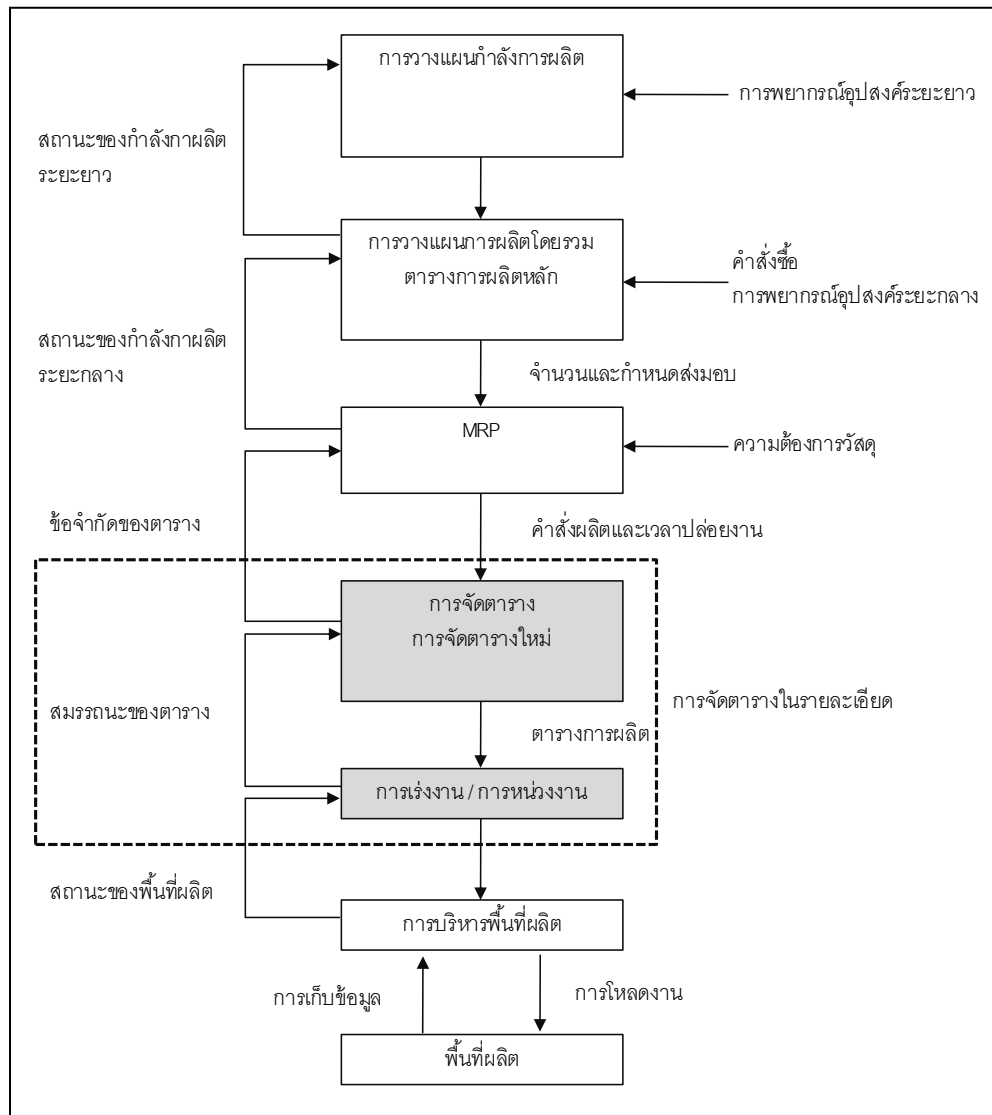 การวางแผนกำลังการผลิต
การพยากรณ์อุปสงค์ระยะยาว
สถานะของกำลังกาผลิต
ระยะยาว
การวางแผนการผลิตโดยรวม
ตารางการผลิตหลัก
คำสั่งซื้อ
การพยากรณ์อุปสงค์ระยะกลาง
สถานะของกำลังกาผลิต
ระยะกลาง
จำนวนและกำหนดส่งมอบ
MRP
ความต้องการวัสดุ
ข้อจำกัดของตาราง
คำสั่งผลิตและเวลาปล่อยงาน
การจัดตาราง
การจัดตารางใหม่
การจัดตารางในรายละเอียด
สมรรถนะของตาราง
ตารางการผลิต
การเร่งงาน / การหน่วงงาน
สถานะของพื้นที่ผลิต
การบริหารพื้นที่ผลิต
การเก็บข้อมูล
การโหลดงาน
พื้นที่ผลิต